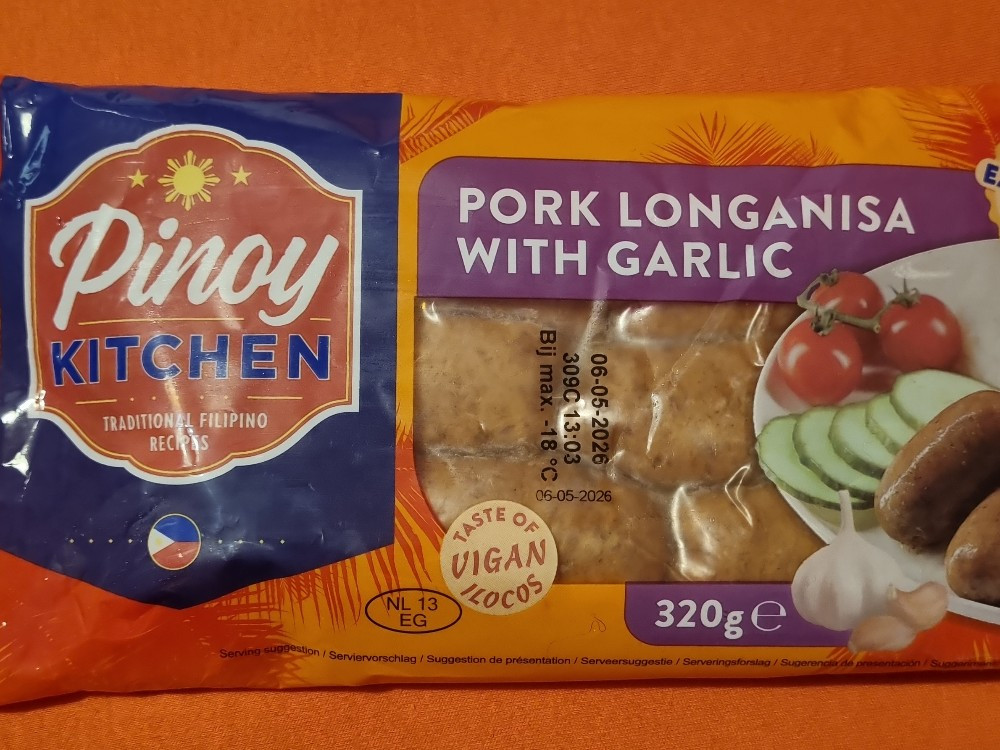 Pinoy
KITCHEN
TRADITIONAL FILIPINO
RECIPES
PORK LONGANISA
WITH GARLIC
06-05-2026
309C 13:03
Bij max. -18 °C
06-05-2026
TASTE OF
VIGAN
ILOCOS
NL 13
EG
320g ℮
Serving suggestion / Serviervorschlag / Suggestion de présentation / Serveersuggestie / Serveringsforslag / Sugerencia de presentación /